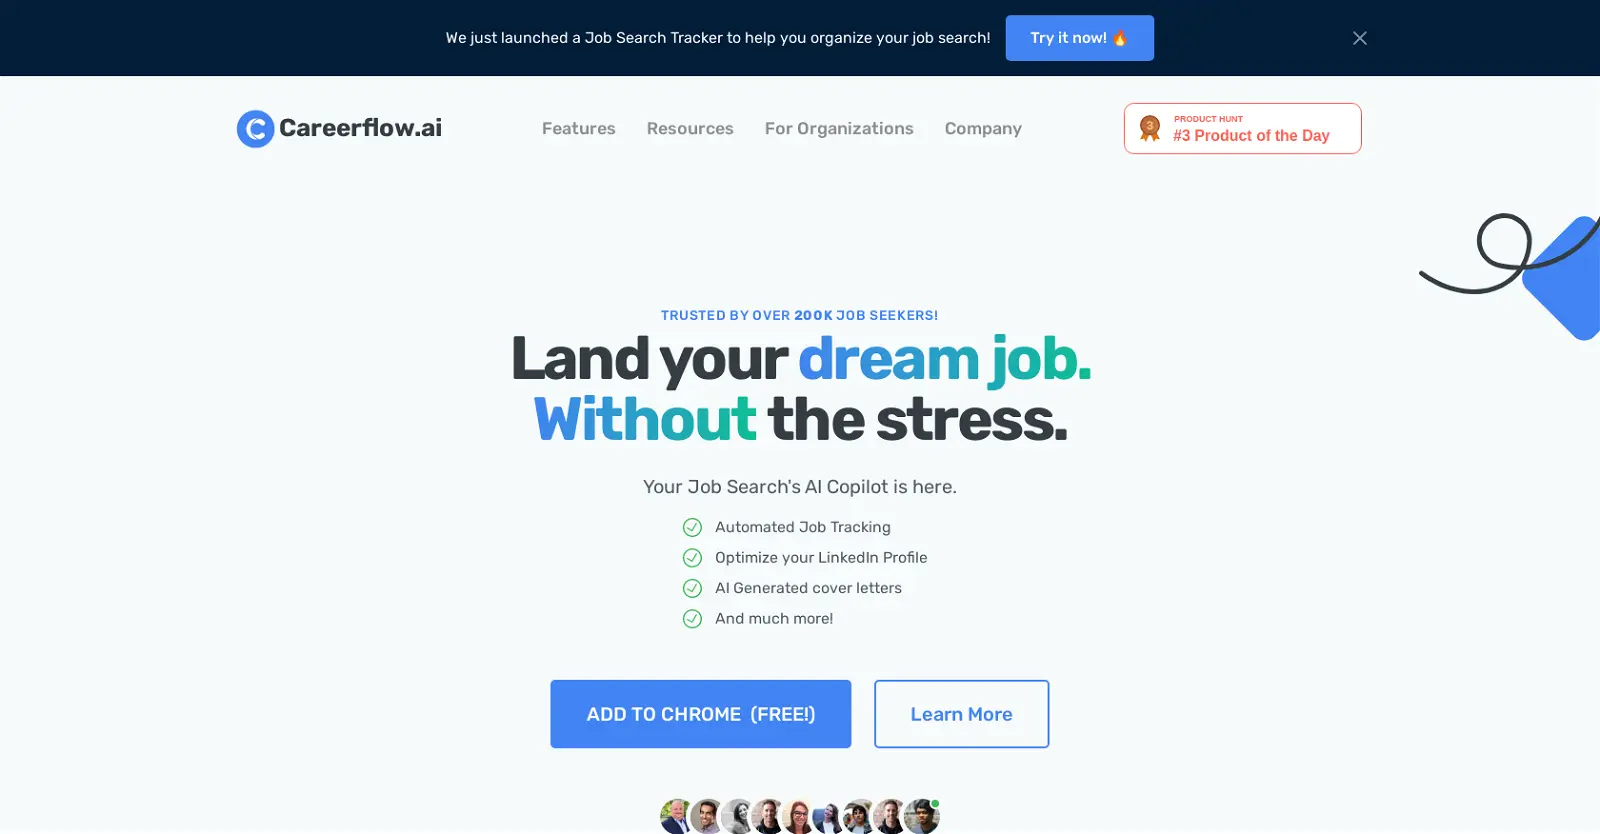 We just launched a Job Search Tracker to help you organize your job search!
Try it now! 🔥
Careerflow.ai
Features
Resources
For Organizations
Company
3
PRODUCT HUNT
#3 Product of the Day
TRUSTED BY OVER 200K JOB SEEKERS!
Land your dream job.
Without the stress.
Your Job Search's AI Copilot is here.
Automated Job Tracking
Optimize your LinkedIn Profile
AI Generated cover letters
And much more!
ADD TO CHROME (FREE!)
Learn More